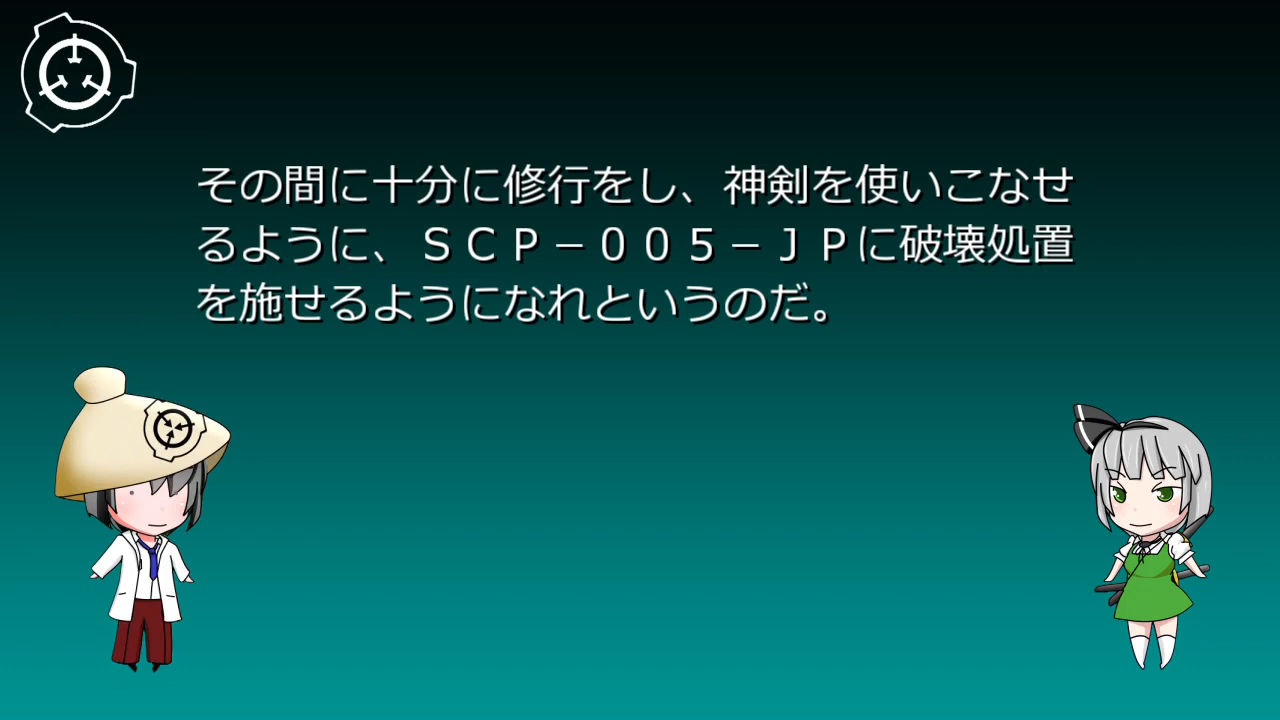 その間に十分に修行をし、神剣を使いこなせ
るように、ＳＣＰ－００５－ＪＰに破壊処置
を施せるようになれというのだ。